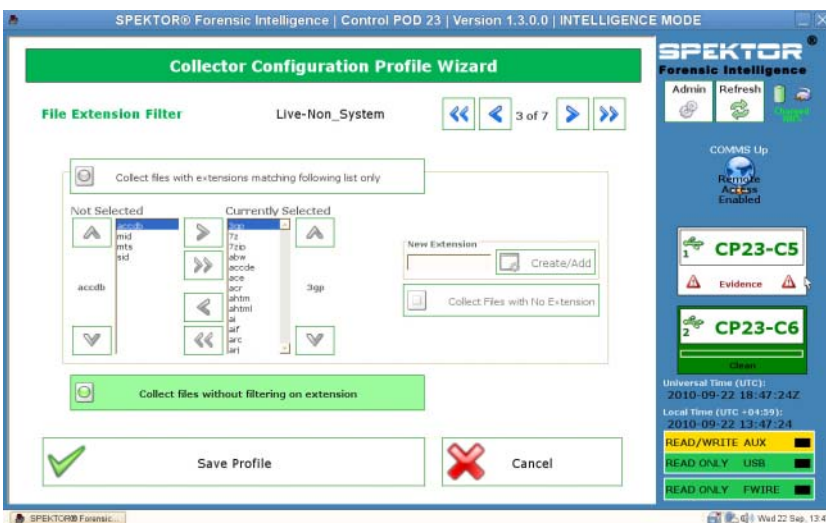 SPEKTOR® Forensic Intelligence | Control POD 23 | Version 1.3.0.0 | INTELLIGENCE MODE
Collector Configuration Profile Wizard
File Extension Filter
Live-Non_System
3 of 7
Collect files with extensions matching following list only
Not Selected
Currently Selected
accdb
mid
mts
sid
accdb
3gp
7z
7zip
abw
accde
ace
acr
ahtm
ahtml
ai
aif
arc
arj
3gp
New Extension
Create/Add
Collect Files with No Extension
Collect files without filtering on extension
Save Profile
Cancel
SPEKTOR®
Forensic Intelligence
Admin
Refresh
COMMS Up
Remote
Access
Enabled
1
CP23-C5
Evidence
2
CP23-C6
Clean
Universal Time (UTC):
2010-09-22 18:47:24Z
Local Time (UTC +04:59):
2010-09-22 13:47:24
READ/WRITE AUX
READ ONLY USB
READ ONLY FWIRE
SPEKTOR® Forensic...
Wed 22 Sep, 13:4